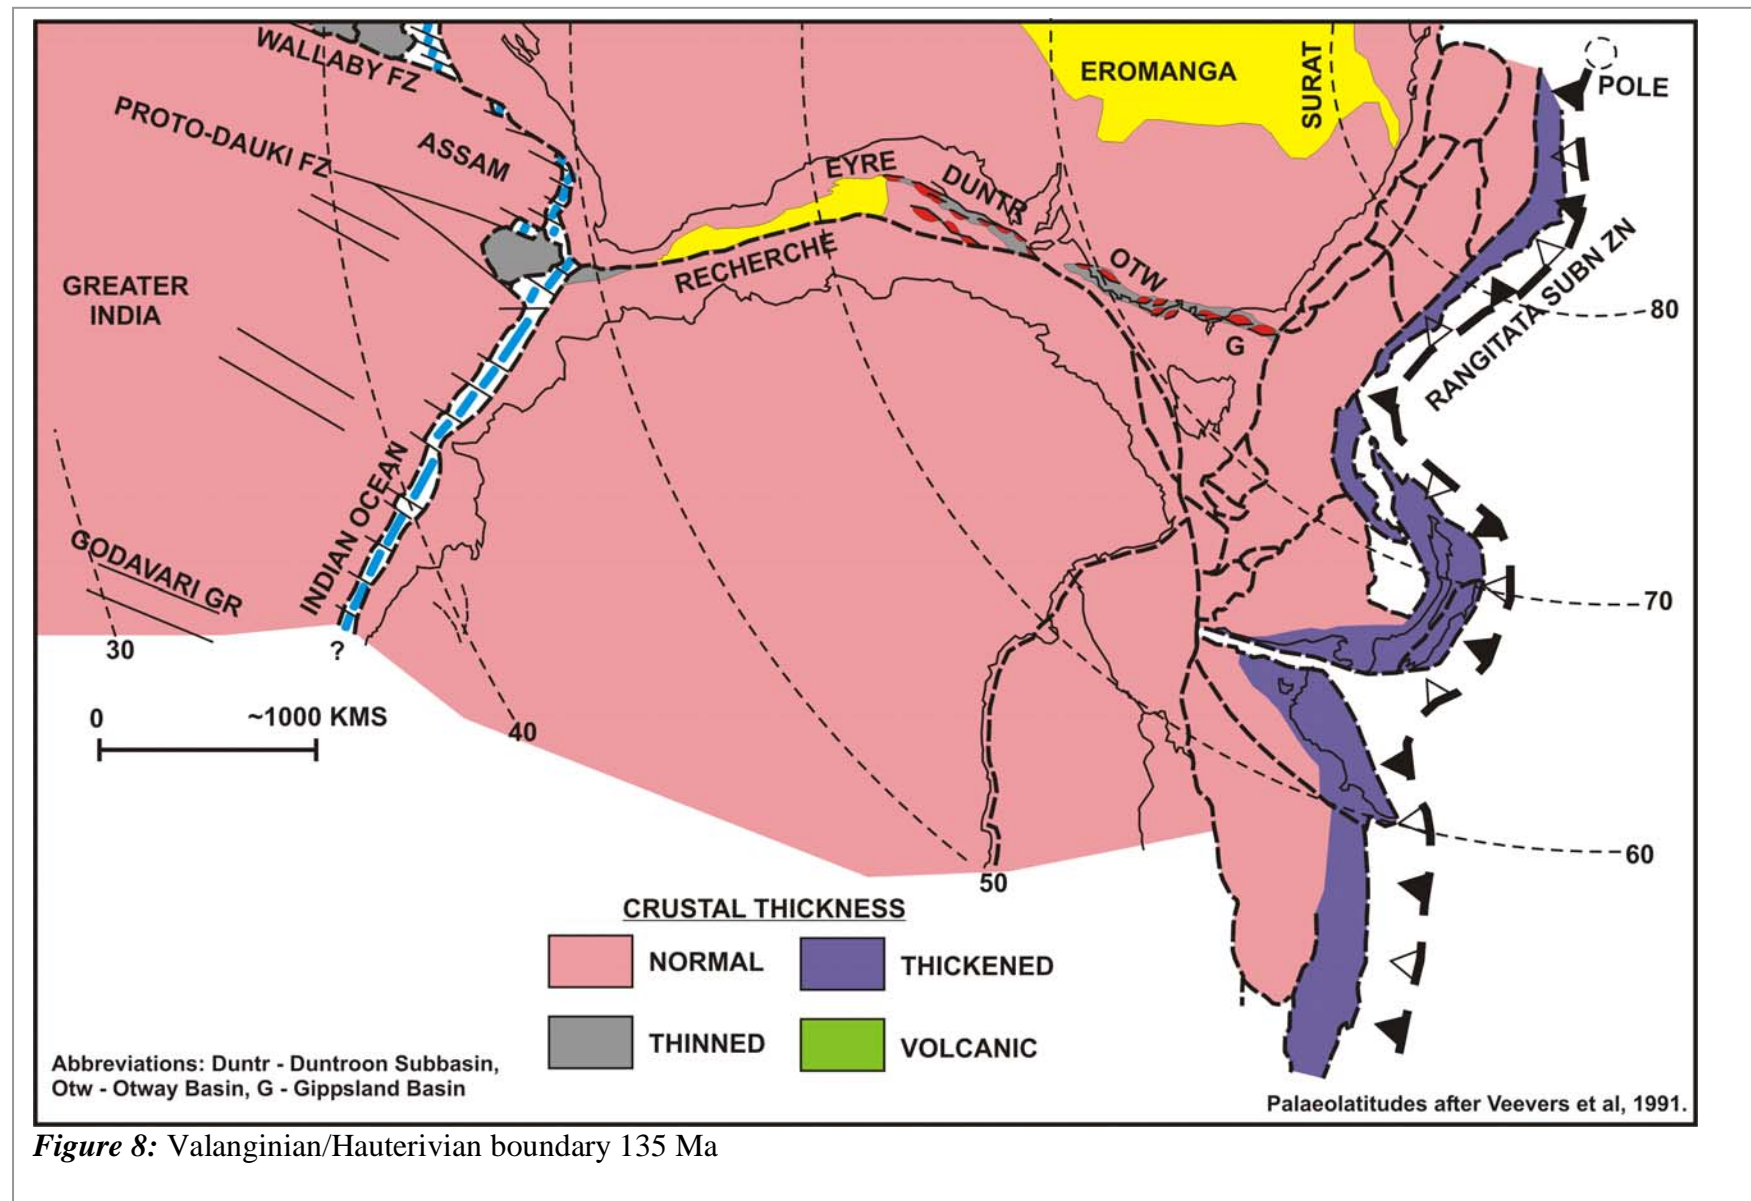 WALLABY FZ
EROMANGA
SURAT
POLE
PROTO-DAUKI FZ
ASSAM
EYRE
DUNTR
RECHERCHE
OTW
RANGITATA SUBN ZN
80
GREATER
INDIA
G
INDIAN OCEAN
GODAVARI GR
70
30
?
0
~1000 KMS
40
60
50
CRUSTAL THICKNESS
NORMAL
THICKENED
THINNED
VOLCANIC
Abbreviations: Duntr - Duntroon Subbasin,
Otw - Otway Basin, G - Gippsland Basin
Palaeolatitudes after Veevers et al, 1991.
Figure 8: Valanginian/Hauterivian boundary 135 Ma